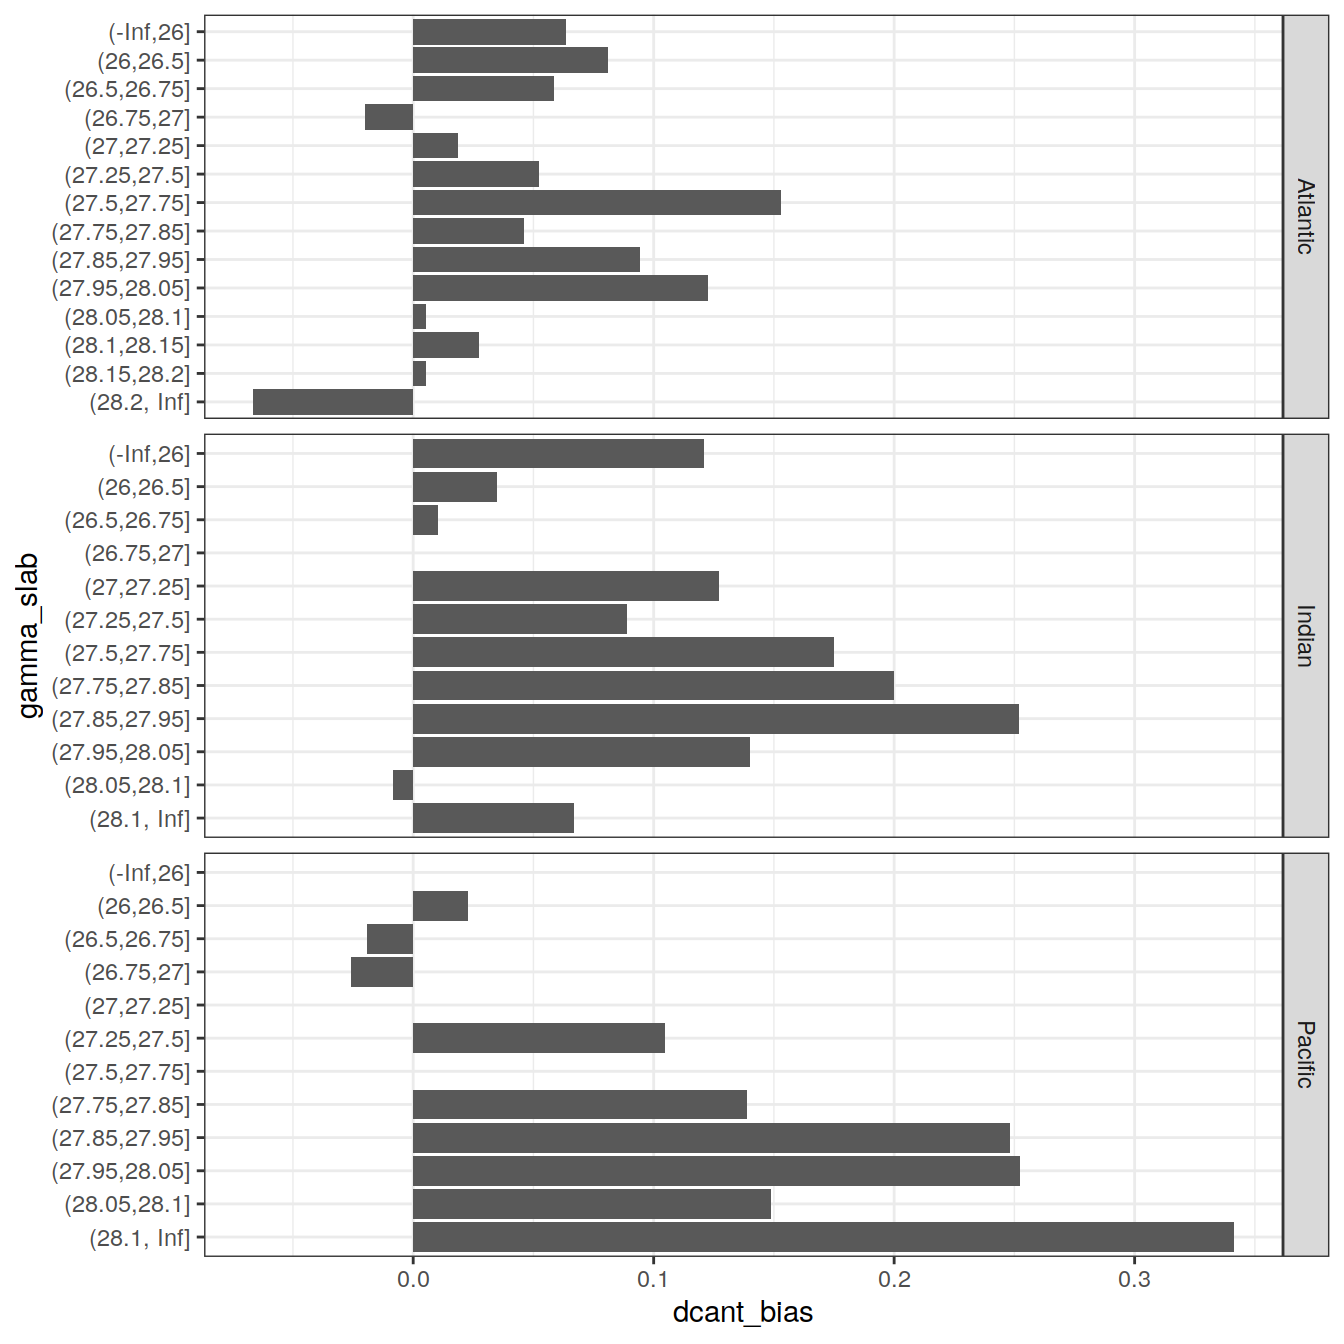 (-Inf,26]
(26,26.5]
(26.5,26.75]
(26.75,27]
(27,27.25]
(27.25,27.5]
(27.5,27.75]
(27.75,27.85]
(27.85,27.95]
(27.95,28.05]
(28.05,28.1]
(28.1,28.15]
(28.15,28.2]
(28.2, Inf]
Atlantic
(-Inf,26]
(26,26.5]
(26.5,26.75]
(26.75,27]
(27,27.25]
(27.25,27.5]
(27.5,27.75]
(27.75,27.85]
(27.85,27.95]
(27.95,28.05]
(28.05,28.1]
(28.1, Inf]
Indian
gamma_slab
(-Inf,26]
(26,26.5]
(26.5,26.75]
(26.75,27]
(27,27.25]
(27.25,27.5]
(27.5,27.75]
(27.75,27.85]
(27.85,27.95]
(27.95,28.05]
(28.05,28.1]
(28.1, Inf]
Pacific
0.0 0.1 0.2 0.3
dcant_bias